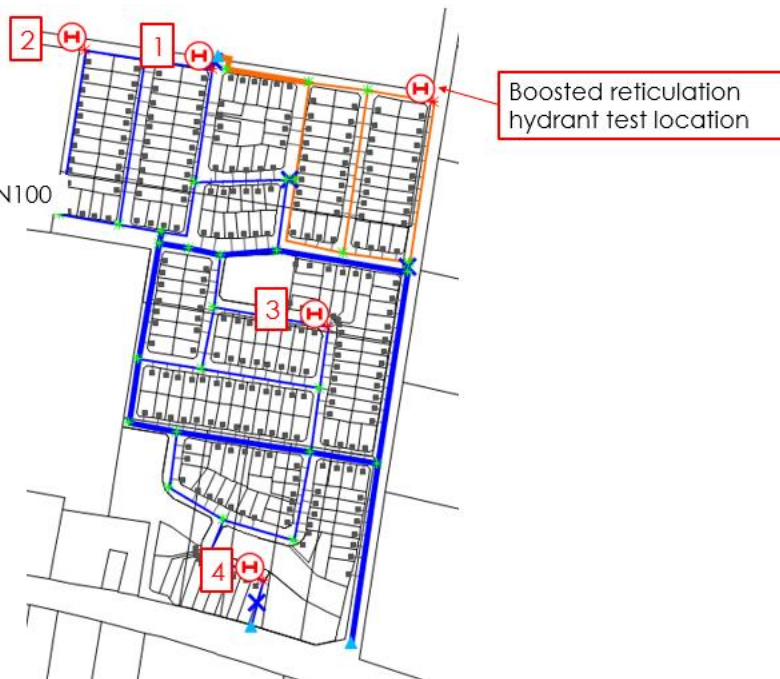 2
H
1
H
H
Boosted reticulation
hydrant test location
N100
3
H
4
H